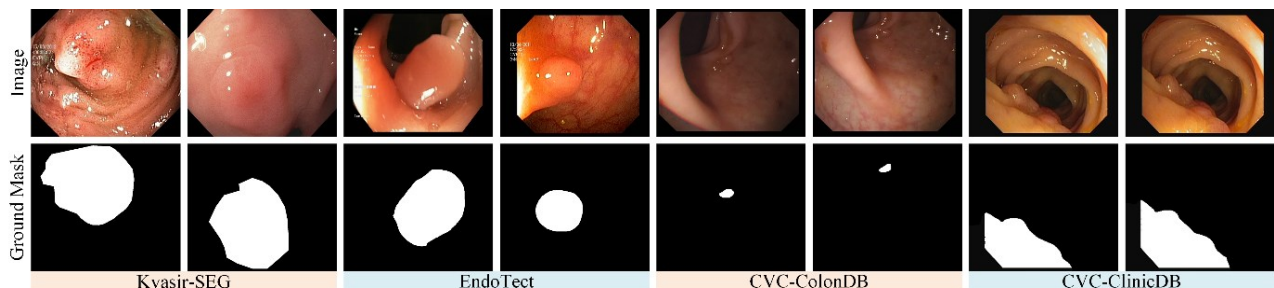 Image
Ground Mask
Kvasir-SEG
EndoTect
CVC-ColonDB
CVC-ClinicDB